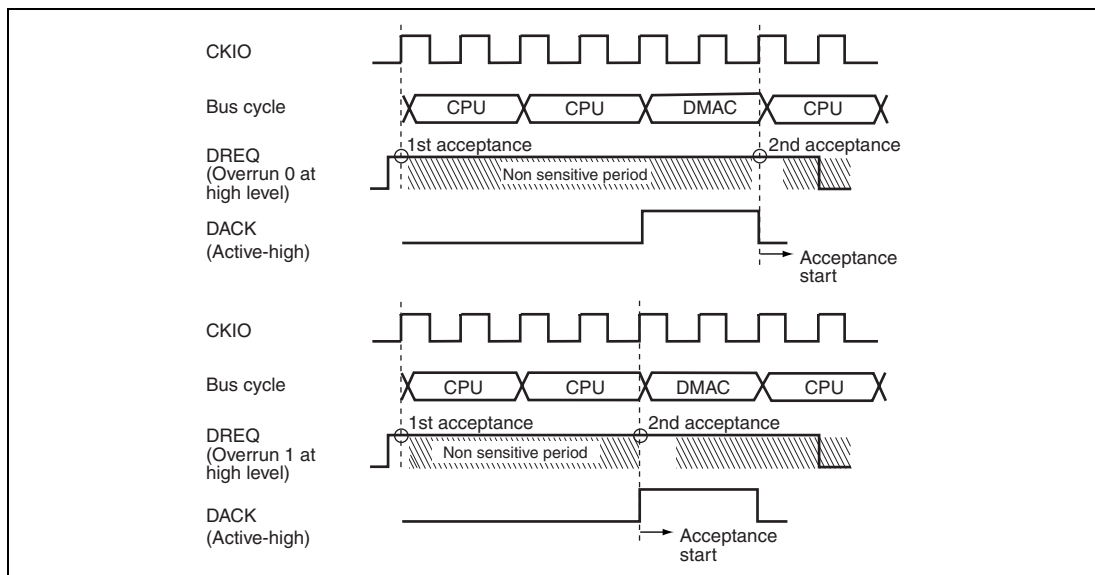 CKIO
Bus cycle
CPU
CPU
DMAC
CPU
DREQ
(Overrun 0 at
high level)
1st acceptance
2nd acceptance
Non sensitive period
DACK
(Active-high)
Acceptance
start
CKIO
Bus cycle
CPU
CPU
DMAC
CPU
DREQ
(Overrun 1 at
high level)
1st acceptance
2nd acceptance
Non sensitive period
DACK
(Active-high)
Acceptance
start